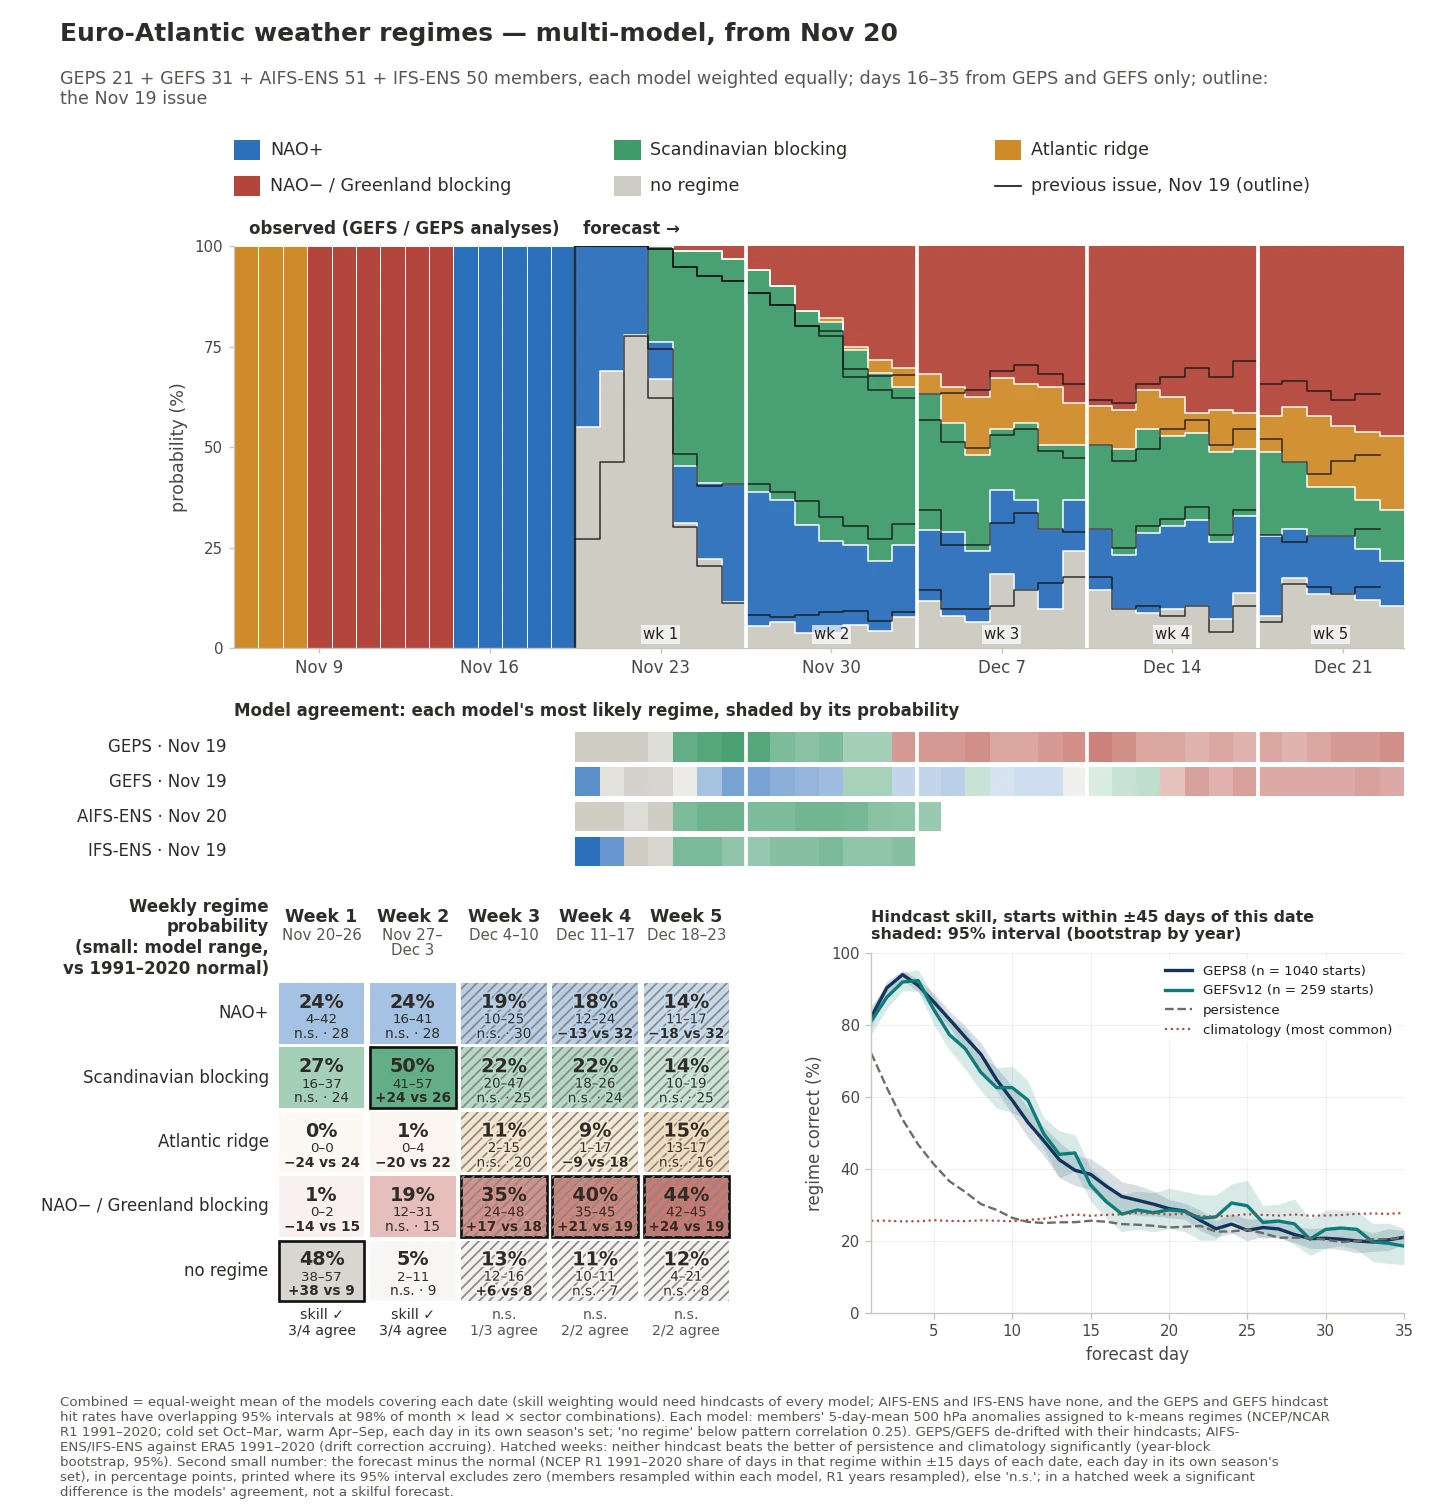 Euro-Atlantic weather regimes — multi-model, from Nov 20
GEPS 21 + GEFS 31 + AIFS-ENS 51 + IFS-ENS 50 members, each model weighted equally; days 16–35 from GEPS and GEFS only; outline:
the Nov 19 issue
NAO+
Scandinavian blocking
Atlantic ridge
NAO− / Greenland blocking
no regime
previous issue, Nov 19 (outline)
observed (GEFS / GEPS analyses)
forecast →
100
75
50
25
0
probability (%)
wk 1
wk 2
wk 3
wk 4
wk 5
Nov 9
Nov 16
Nov 23
Nov 30
Dec 7
Dec 14
Dec 21
Model agreement: each model's most likely regime, shaded by its probability
GEPS · Nov 19
GEFS · Nov 19
AIFS-ENS · Nov 20
IFS-ENS · Nov 19
Weekly regime
probability
(small: model range,
vs 1991–2020 normal)
Week 1
Nov 20–26
Week 2
Nov 27–
Dec 3
Week 3
Dec 4–10
Week 4
Dec 11–17
Week 5
Dec 18–23
NAO+
24%
4–42
n.s. · 28
24%
16–41
n.s. · 28
19%
10–25
n.s. · 30
18%
12–24
−13 vs 32
14%
11–17
−18 vs 32
Scandinavian blocking
27%
16–37
n.s. · 24
50%
41–57
+24 vs 26
22%
20–47
n.s. · 25
22%
18–26
n.s. · 24
14%
10–19
n.s. · 25
Atlantic ridge
0%
0–0
−24 vs 24
1%
0–4
−20 vs 22
11%
2–15
n.s. · 20
9%
1–17
−9 vs 18
15%
13–17
n.s. · 16
NAO− / Greenland blocking
1%
0–2
−14 vs 15
19%
12–31
n.s. · 15
35%
24–48
+17 vs 18
40%
35–45
+21 vs 19
44%
42–45
+24 vs 19
no regime
48%
38–57
+38 vs 9
5%
2–11
n.s. · 9
13%
12–16
+6 vs 8
11%
10–11
n.s. · 7
12%
4–21
n.s. · 8
skill ✓
3/4 agree
skill ✓
3/4 agree
n.s.
1/3 agree
n.s.
2/2 agree
n.s.
2/2 agree
Hindcast skill, starts within ±45 days of this date
shaded: 95% interval (bootstrap by year)
GEPS8 (n = 1040 starts)
GEFSv12 (n = 259 starts)
persistence
climatology (most common)
100
80
60
40
20
0
regime correct (%)
5
10
15
20
25
30
35
forecast day
Combined = equal-weight mean of the models covering each date (skill weighting would need hindcasts of every model; AIFS-ENS and IFS-ENS have none, and the GEPS and GEFS hindcast
hit rates have overlapping 95% intervals at 98% of month × lead × sector combinations). Each model: members' 5-day-mean 500 hPa anomalies assigned to k-means regimes (NCEP/NCAR
R1 1991–2020; cold set Oct–Mar, warm Apr–Sep, each day in its own season's set; 'no regime' below pattern correlation 0.25). GEPS/GEFS de-drifted with their hindcasts; AIFS-
ENS/IFS-ENS against ERA5 1991–2020 (drift correction accruing). Hatched weeks: neither hindcast beats the better of persistence and climatology significantly (year-block
bootstrap, 95%). Second small number: the forecast minus the normal (NCEP R1 1991–2020 share of days in that regime within ±15 days of each date, each day in its own season's
set), in percentage points, printed where its 95% interval excludes zero (members resampled within each model, R1 years resampled), else 'n.s.'; in a hatched week a significant
difference is the models' agreement, not a skilful forecast.